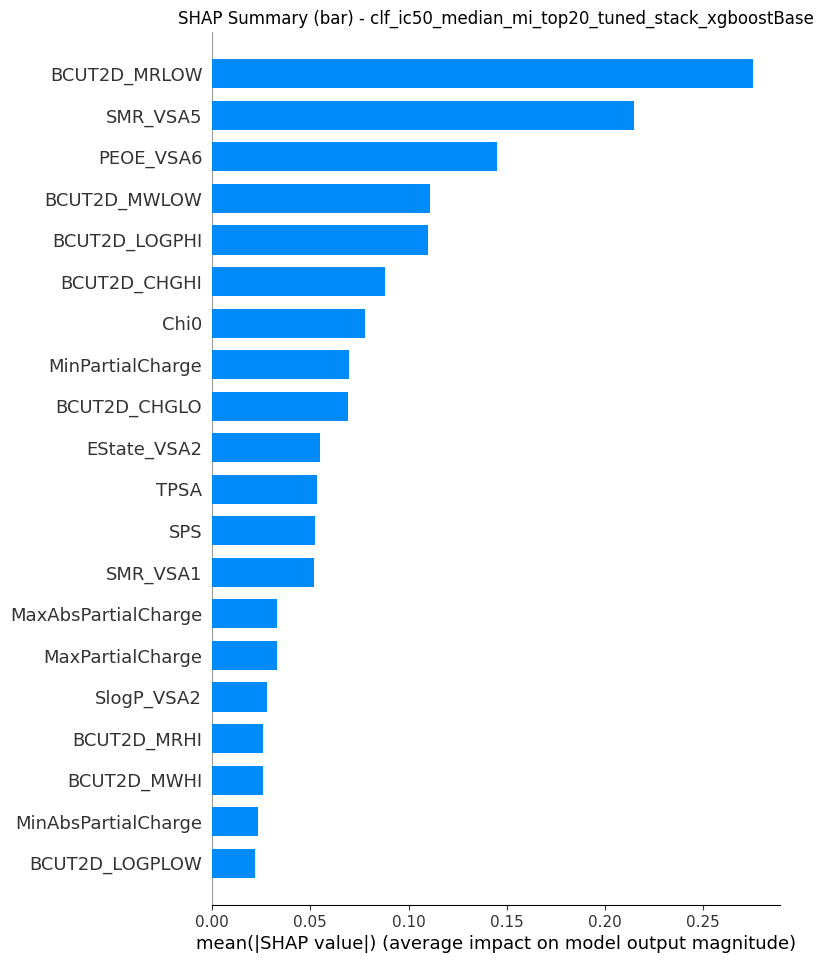 SHAP Summary (bar) - clf_ic50_median_mi_top20_tuned_stack_xgboostBase
BCUT2D_MRLOW
SMR_VSA5
PEOE_VSA6
BCUT2D_MWLOW
BCUT2D_LOGPHI
BCUT2D_CHGHI
Chi0
MinPartialCharge
BCUT2D_CHGLO
EState_VSA2
TPSA
SPS
SMR_VSA1
MaxAbsPartialCharge
MaxPartialCharge
SlogP_VSA2
BCUT2D_MRHI
BCUT2D_MWHI
MinAbsPartialCharge
BCUT2D_LOGPLOW
0.00 0.05 0.10 0.15 0.20 0.25
mean(|SHAP value|) (average impact on model output magnitude)